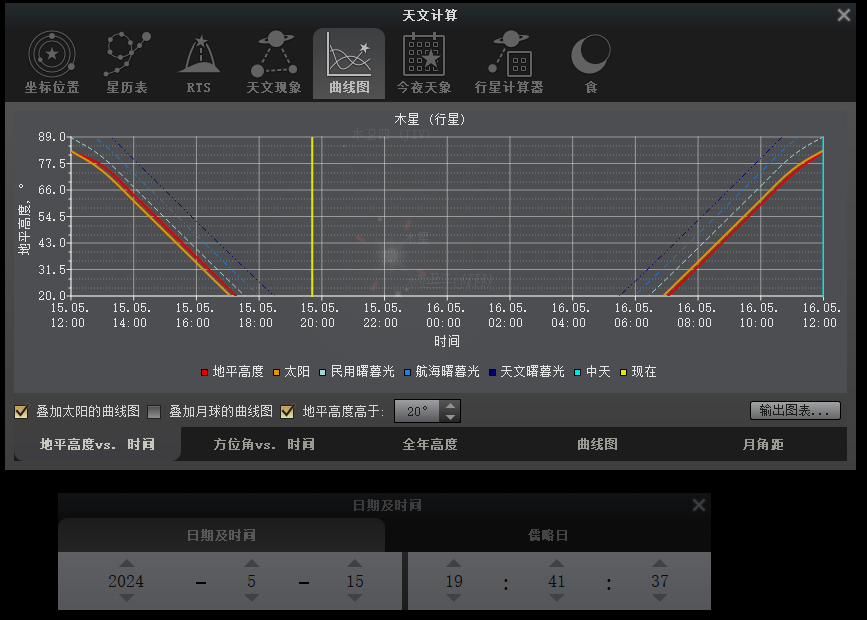 天文计算
坐标位置 星历表 RTS 天文现象 曲线图 今夜天象 行星计算器 食
木星 (行星)
地平高度, °
89.0
77.5
66.0
54.5
43.0
31.5
20.0
15.05. 15.05. 15.05. 15.05. 15.05. 15.05. 16.05. 16.05. 16.05. 16.05. 16.05. 16.05. 16.05.
12:00 14:00 16:00 18:00 20:00 22:00 00:00 02:00 04:00 06:00 08:00 10:00 12:00
时间
地平高度 太阳 民用曙暮光 航海曙暮光 天文曙暮光 中天 现在
叠加太阳的曲线图 叠加月球的曲线图 地平高度高于: 20° 输出图表...
地平高度vs. 时间 方位角vs. 时间 全年高度 曲线图 月角距
日期及时间
日期及时间 儒略日
2024 - 5 - 15 19 : 41 : 37